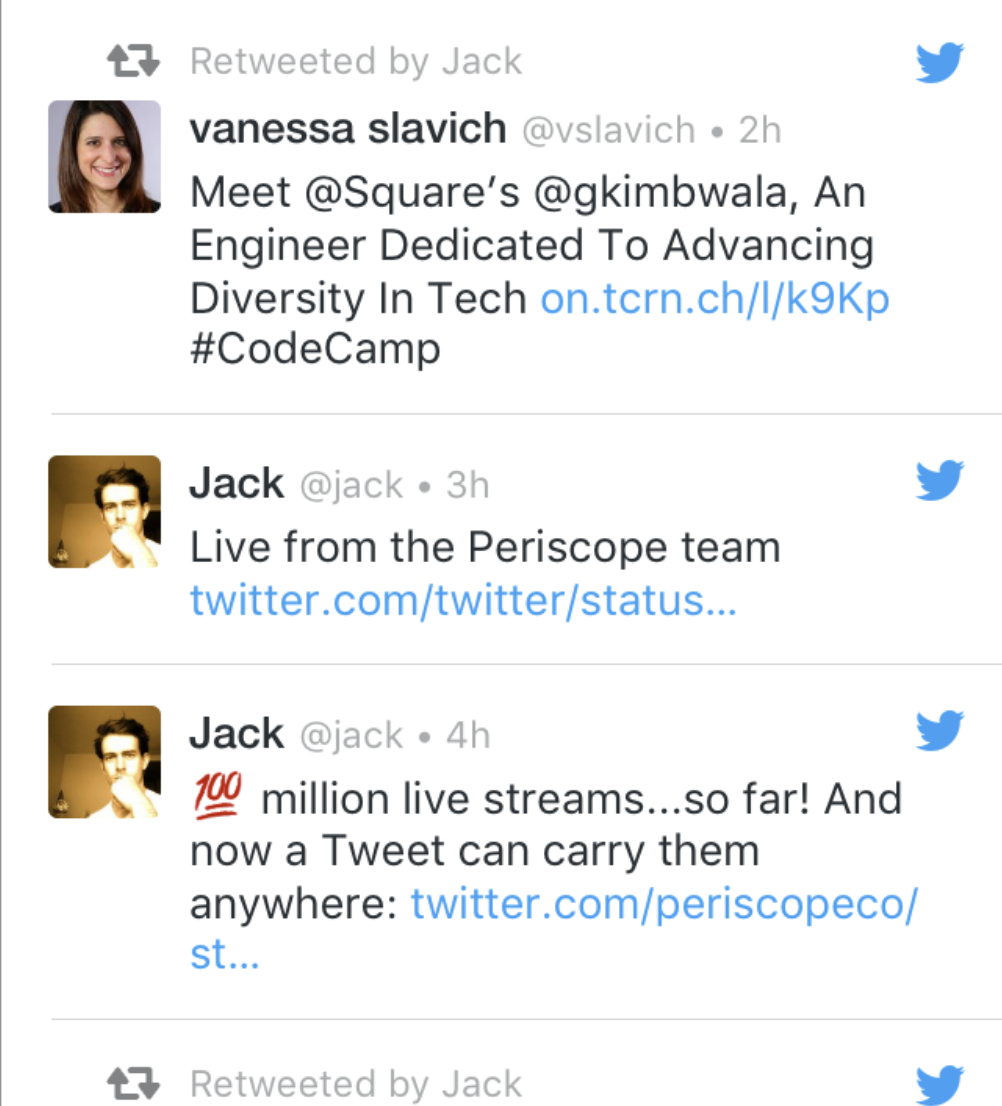 Retweeted by Jack
vanessa slavich @vslavich • 2h
Meet @Square’s @gkimbwala, An
Engineer Dedicated To Advancing
Diversity In Tech on.tcrn.ch/l/k9Kp
#CodeCamp
Jack @jack • 3h
Live from the Periscope team
twitter.com/twitter/status...
Jack @jack • 4h
💯 million live streams...so far! And
now a Tweet can carry them
anywhere: twitter.com/periscopeco/
st...
Retweeted by Jack